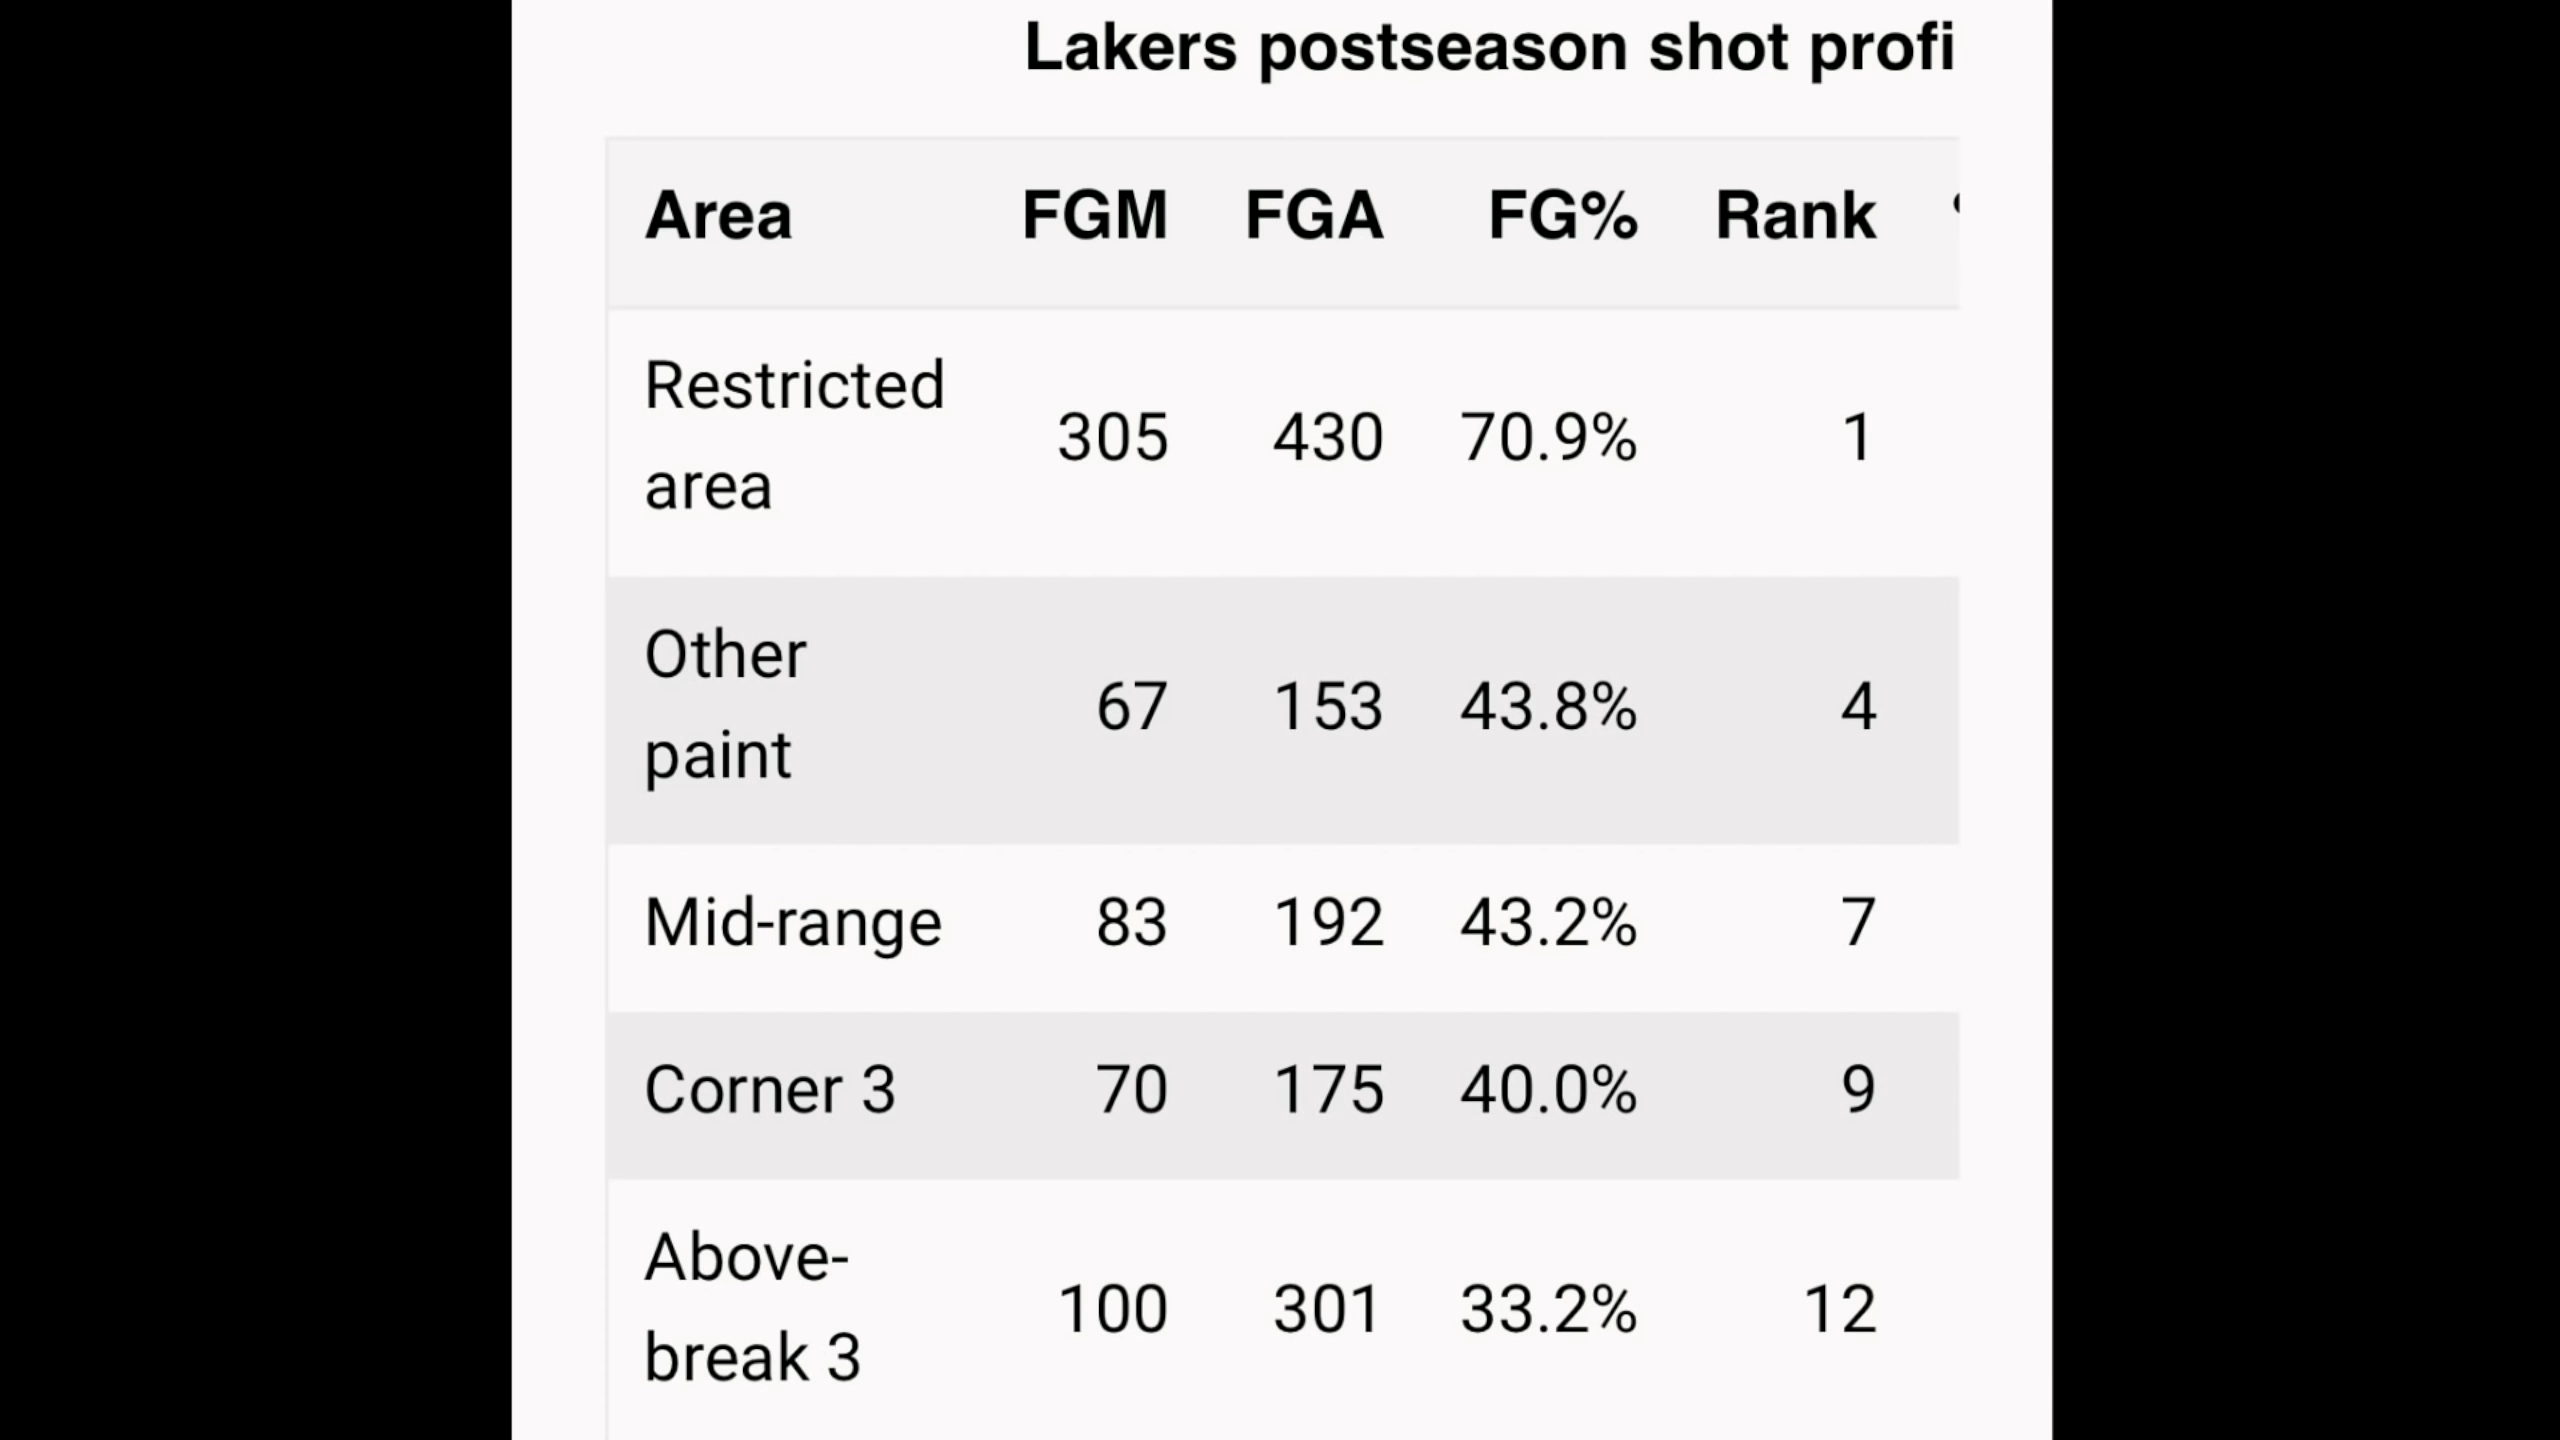 Lakers postseason shot profi
Area FGM FGA FG% Rank
Restricted
area 305 430 70.9% 1
Other
paint 67 153 43.8% 4
Mid-range 83 192 43.2% 7
Corner 3 70 175 40.0% 9
Above-
break 3 100 301 33.2% 12